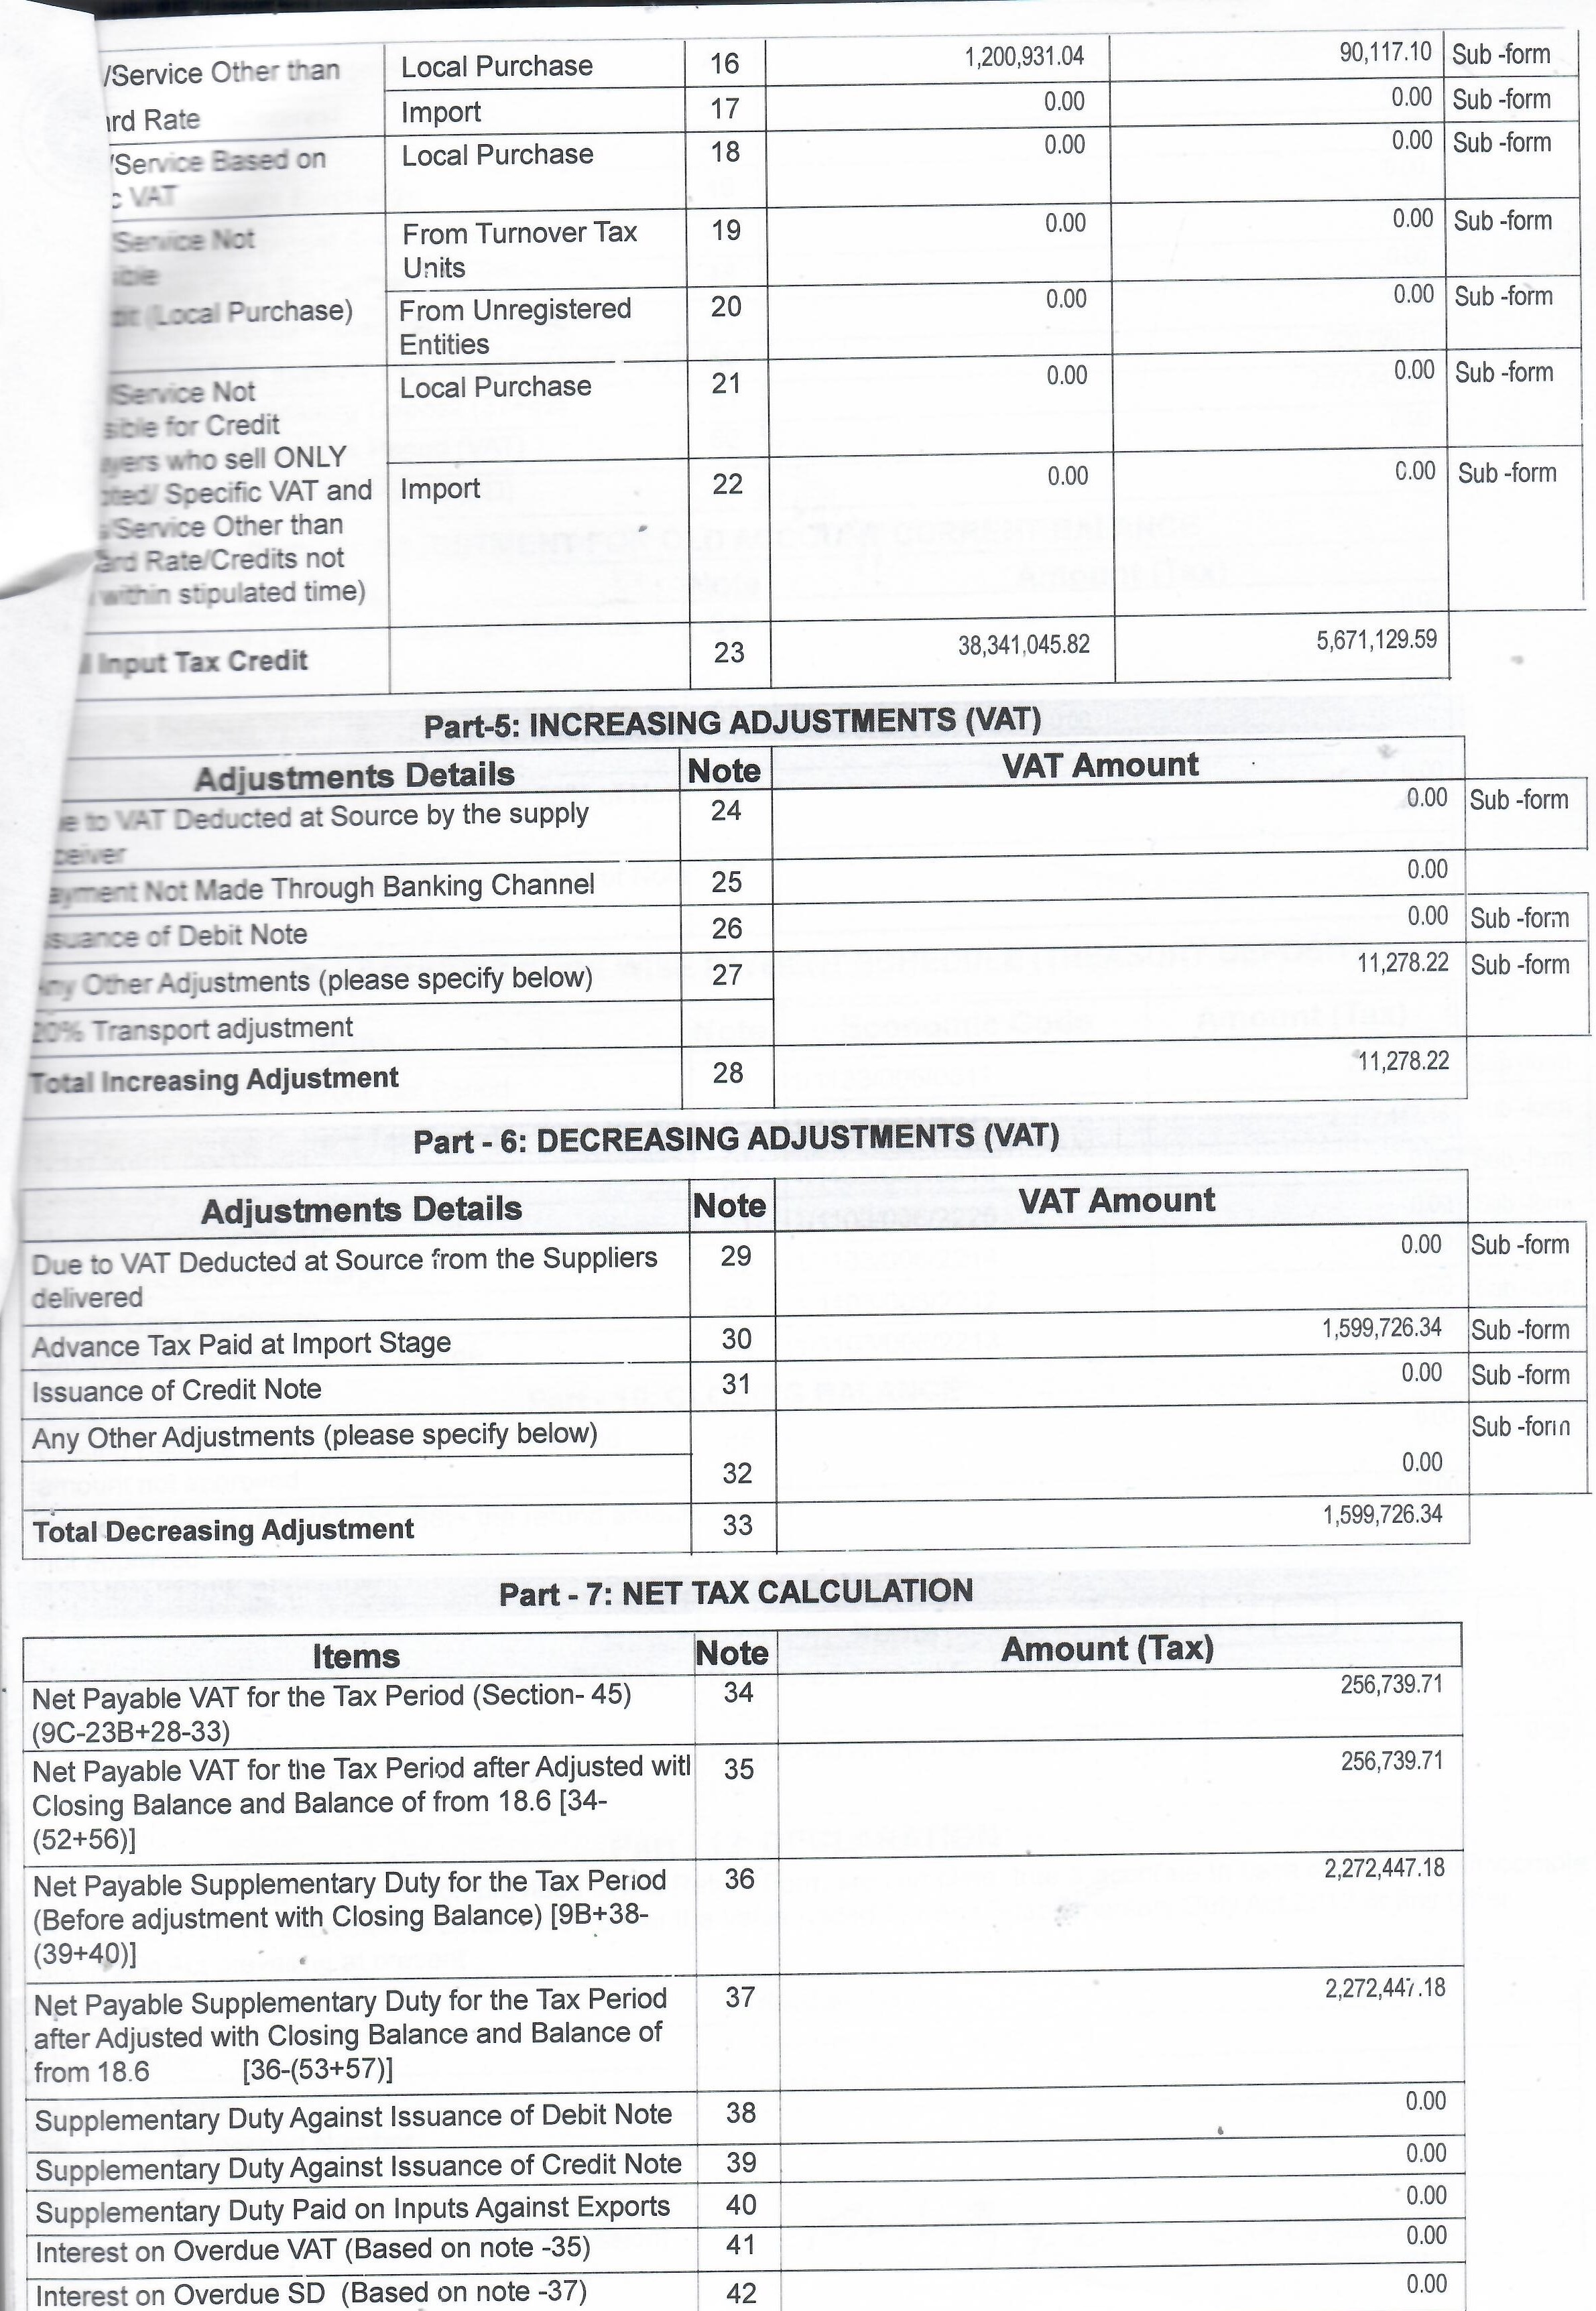 /Service Other than Local Purchase 16 1,200,931.04 90,117.10 Sub -form
Rate Import 17 0.00 0.00 Sub -form
/Service Based on Local Purchase 18 0.00 0.00 Sub -form
VAT
Service Not From Turnover Tax 19 0.00 0.00 Sub -form
Units
(Local Purchase) From Unregistered 20 0.00 0.00 Sub -form
Entities
/Service Not Local Purchase 21 0.00 0.00 Sub -form
for Credit
who sell ONLY
Specific VAT and Import 22 0.00 0.00 Sub -form
/Service Other than
Rate/Credits not
within stipulated time)
Input Tax Credit 23 38,341,045.82 5,671,129.59
Part-5: INCREASING ADJUSTMENTS (VAT)
Adjustments Details Note VAT Amount
to VAT Deducted at Source by the supply 24 0.00 Sub -form
Not Made Through Banking Channel 25 0.00
of Debit Note 26 0.00 Sub -form
Other Adjustments (please specify below) 27 11,278.22 Sub -form
20% Transport adjustment
Total Increasing Adjustment 28 11,278.22
Part - 6: DECREASING ADJUSTMENTS (VAT)
Adjustments Details Note VAT Amount
Due to VAT Deducted at Source from the Suppliers 29 0.00 Sub -form
delivered
Advance Tax Paid at Import Stage 30 1,599,726.34 Sub -form
Issuance of Credit Note 31 0.00 Sub -form
Any Other Adjustments (please specify below) Sub -form
32 0.00
Total Decreasing Adjustment 33 1,599,726.34
Part - 7: NET TAX CALCULATION
Items Note Amount (Tax)
Net Payable VAT for the Tax Period (Section- 45) 34 256,739.71
(9C-23B+28-33)
Net Payable VAT for the Tax Period after Adjusted witl 35 256,739.71
Closing Balance and Balance of from 18.6 [34-
(52+56)]
Net Payable Supplementary Duty for the Tax Period 36 2,272,447.18
(Before adjustment with Closing Balance) [9B+38-
(39+40)]
Net Payable Supplementary Duty for the Tax Period 37 2,272,447.18
after Adjusted with Closing Balance and Balance of
from 18.6 [36-(53+57)]
Supplementary Duty Against Issuance of Debit Note 38 0.00
Supplementary Duty Against Issuance of Credit Note 39 0.00
Supplementary Duty Paid on Inputs Against Exports 40 0.00
Interest on Overdue VAT (Based on note -35) 41 0.00
Interest on Overdue SD (Based on note -37) 42 0.00